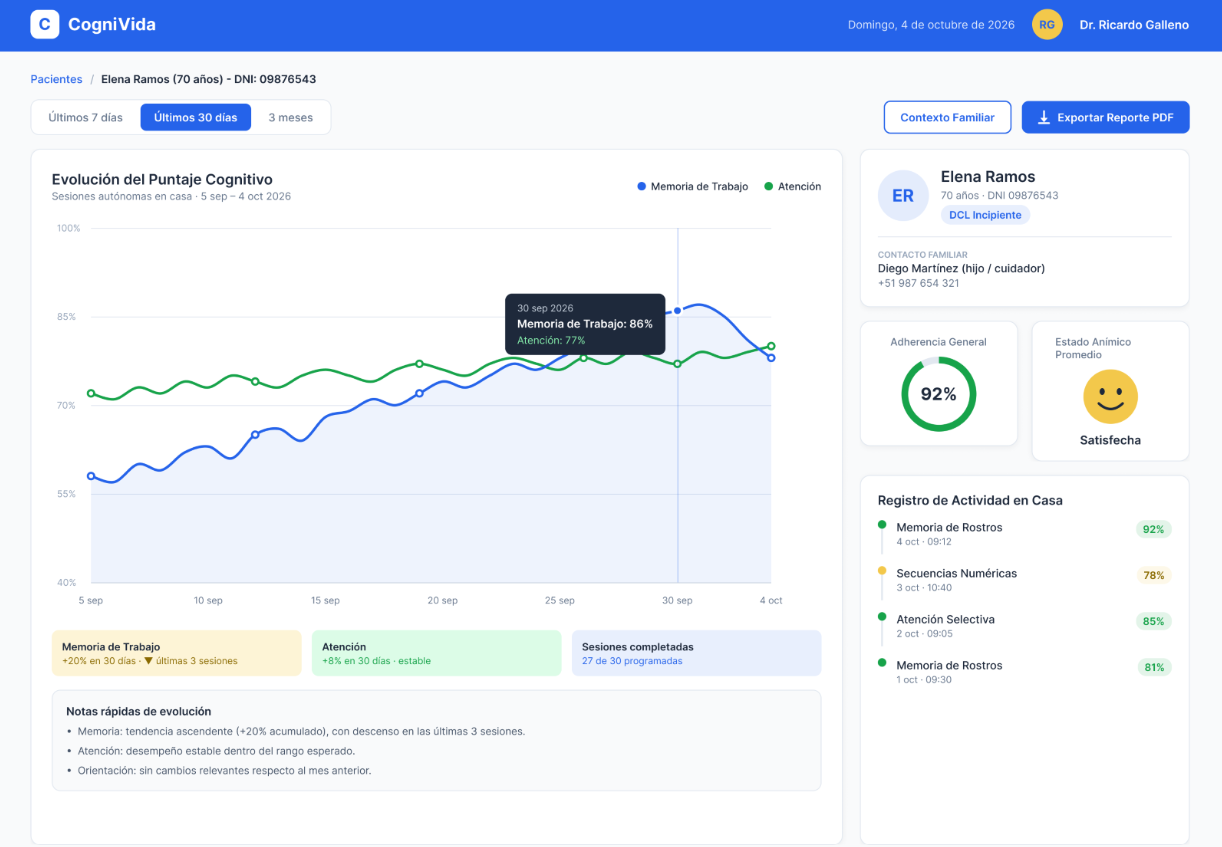 C CogniVida
Domingo, 4 de octubre de 2026
RG
Dr. Ricardo Galleno
Pacientes / Elena Ramos (70 años) - DNI: 09876543
Últimos 7 días
Últimos 30 días
3 meses
Contexto Familiar
Exportar Reporte PDF
Evolución del Puntaje Cognitivo
Sesiones autónomas en casa · 5 sep – 4 oct 2026
Memoria de Trabajo
Atención
100%
85%
70%
55%
40%
30 sep 2026
Memoria de Trabajo: 86%
Atención: 77%
5 sep
10 sep
15 sep
20 sep
25 sep
30 sep
4 oct
Memoria de Trabajo
+20% en 30 días · ▼ últimas 3 sesiones
Atención
+8% en 30 días · estable
Sesiones completadas
27 de 30 programadas
Notas rápidas de evolución
• Memoria: tendencia ascendente (+20% acumulado), con descenso en las últimas 3 sesiones.
• Atención: desempeño estable dentro del rango esperado.
• Orientación: sin cambios relevantes respecto al mes anterior.
ER
Elena Ramos
70 años · DNI 09876543
DCL Incipiente
CONTACTO FAMILIAR
Diego Martínez (hijo / cuidador)
+51 987 654 321
Adherencia General
92%
Estado Anímico
Promedio
Satisfecha
Registro de Actividad en Casa
Memoria de Rostros
4 oct · 09:12
92%
Secuencias Numéricas
3 oct · 10:40
78%
Atención Selectiva
2 oct · 09:05
85%
Memoria de Rostros
1 oct · 09:30
81%